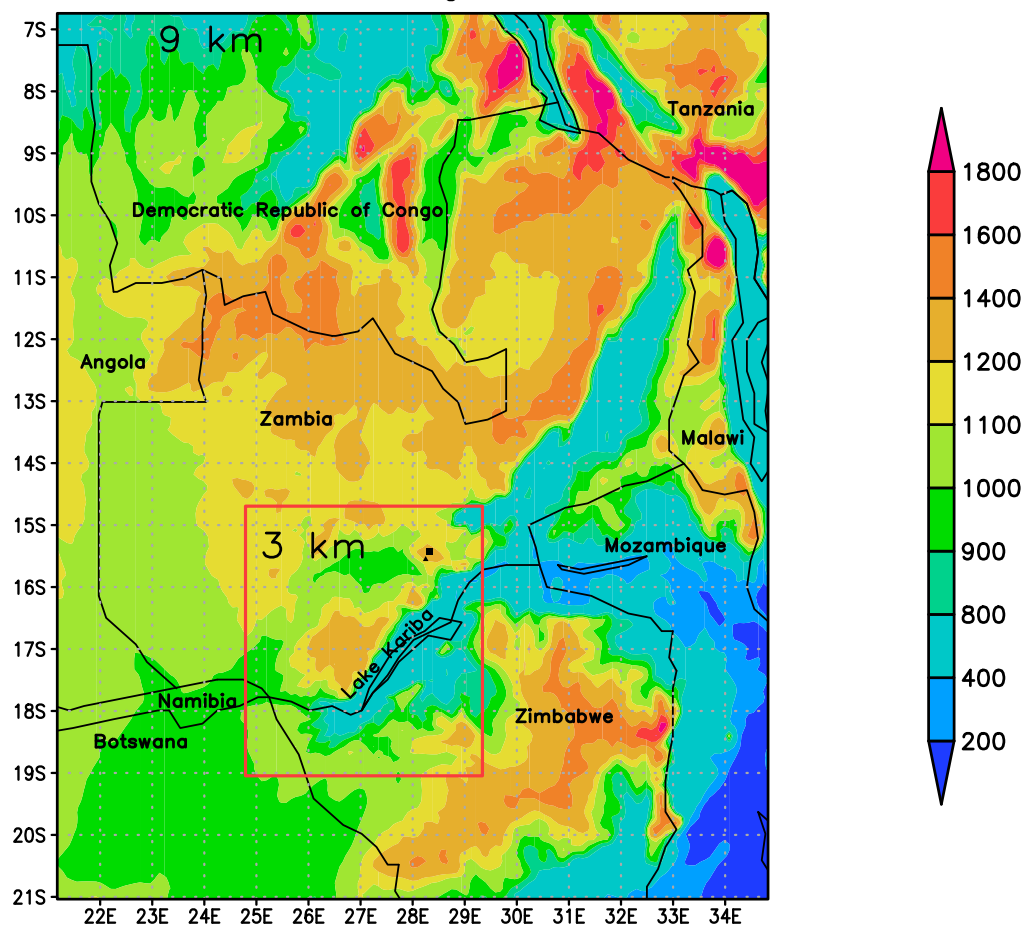 7S
9 km
8S
Tanzania
1800
9S
10S
Democratic Republic of Congo
1600
11S
1400
12S
Angola
1200
13S
Zambia
1100
Malawi
14S
1000
15S
3 km
Mozambique
900
16S
800
17S
Lake Kariba
400
Namibia
18S
Zimbabwe
Botswana
200
19S
20S
21S
22E 23E 24E 25E 26E 27E 28E 29E 30E 31E 32E 33E 34E